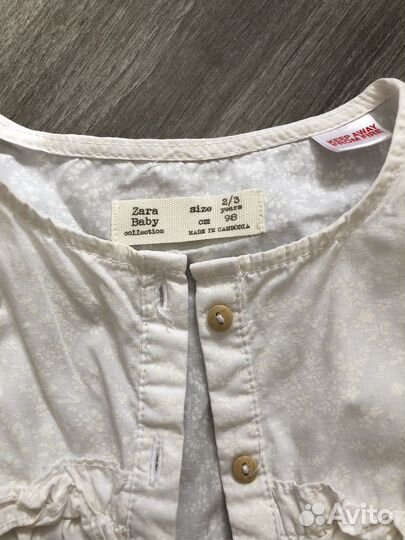 KEEP AWAY
FROM FIRE
Zara
Baby
collection
size 2/3
years
cm 98
MADE IN CAMBODIA
Avito